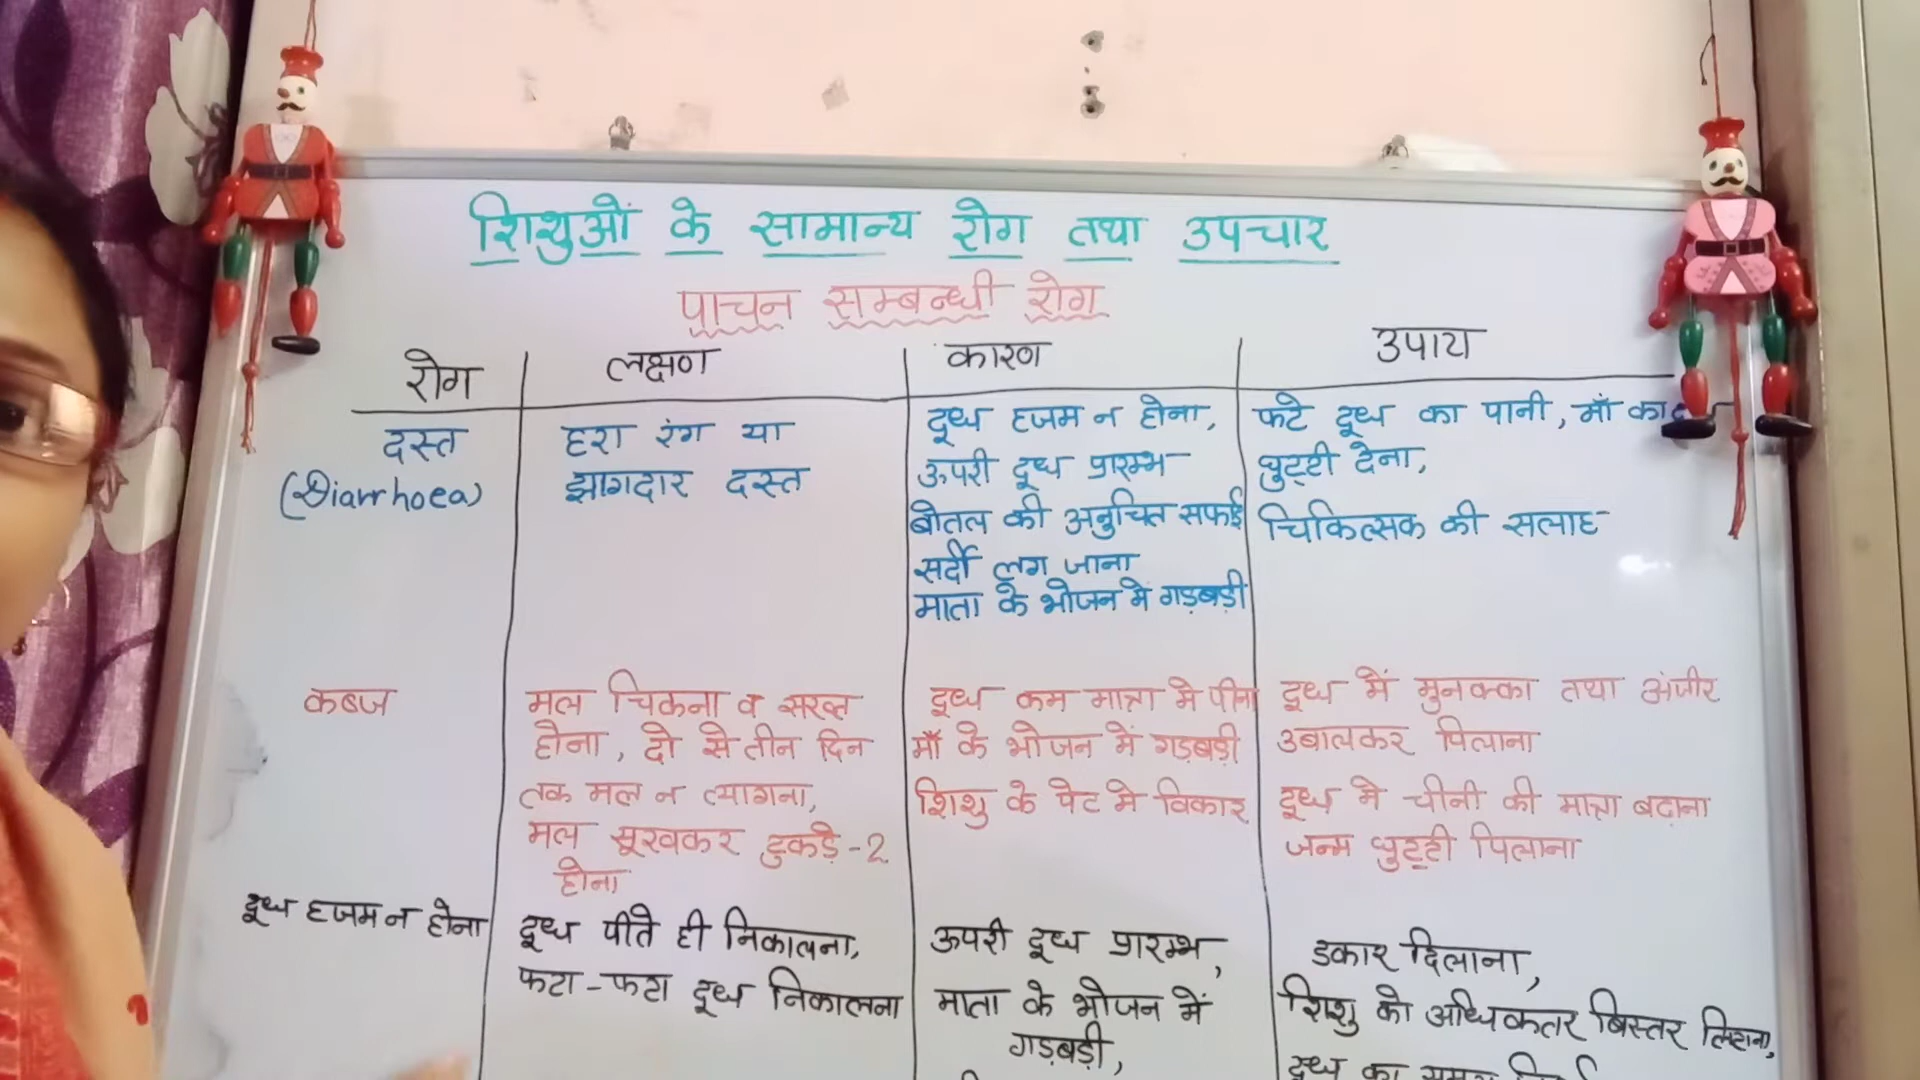 शिशुओं के सामान्य रोग तथा उपचार
पाचन सम्बन्धी रोग
रोग
लक्षण
कारण
उपाय
दस्त
(Diarrhoea)
हरा रंग या
झागदार दस्त
दूध हजम न होना,
ऊपरी दूध प्रारम्भ
बोतल की अनुचित सफाई
सर्दी लग जाना
माता के भोजन मे गड़बड़ी
फटे दूध का पानी, माँ का
घुट्टी देना,
चिकित्सक की सलाह
कब्ज
मल चिकना व सख्त
होना, दो से तीन दिन
तक मल न त्यागना,
मल सूखकर टुकड़े-2
होना
दूध कम मात्रा मे पीना
माँ के भोजन में गड़बड़ी
शिशु के पेट मे विकार
दूध में मुनक्का तथा अंजीर
उबालकर पिलाना
दूध मे चीनी की मात्रा बढ़ाना
जन्म घुट्टी पिलाना
दूध हजम न होना
दूध पीते ही निकालना,
फटा-फटा दूध निकालना
ऊपरी दूध प्रारम्भ,
माता के भोजन में
गड़बड़ी,
डकार दिलाना,
शिशु को अधिकतर बिस्तर लिटाना,
दूध का समय